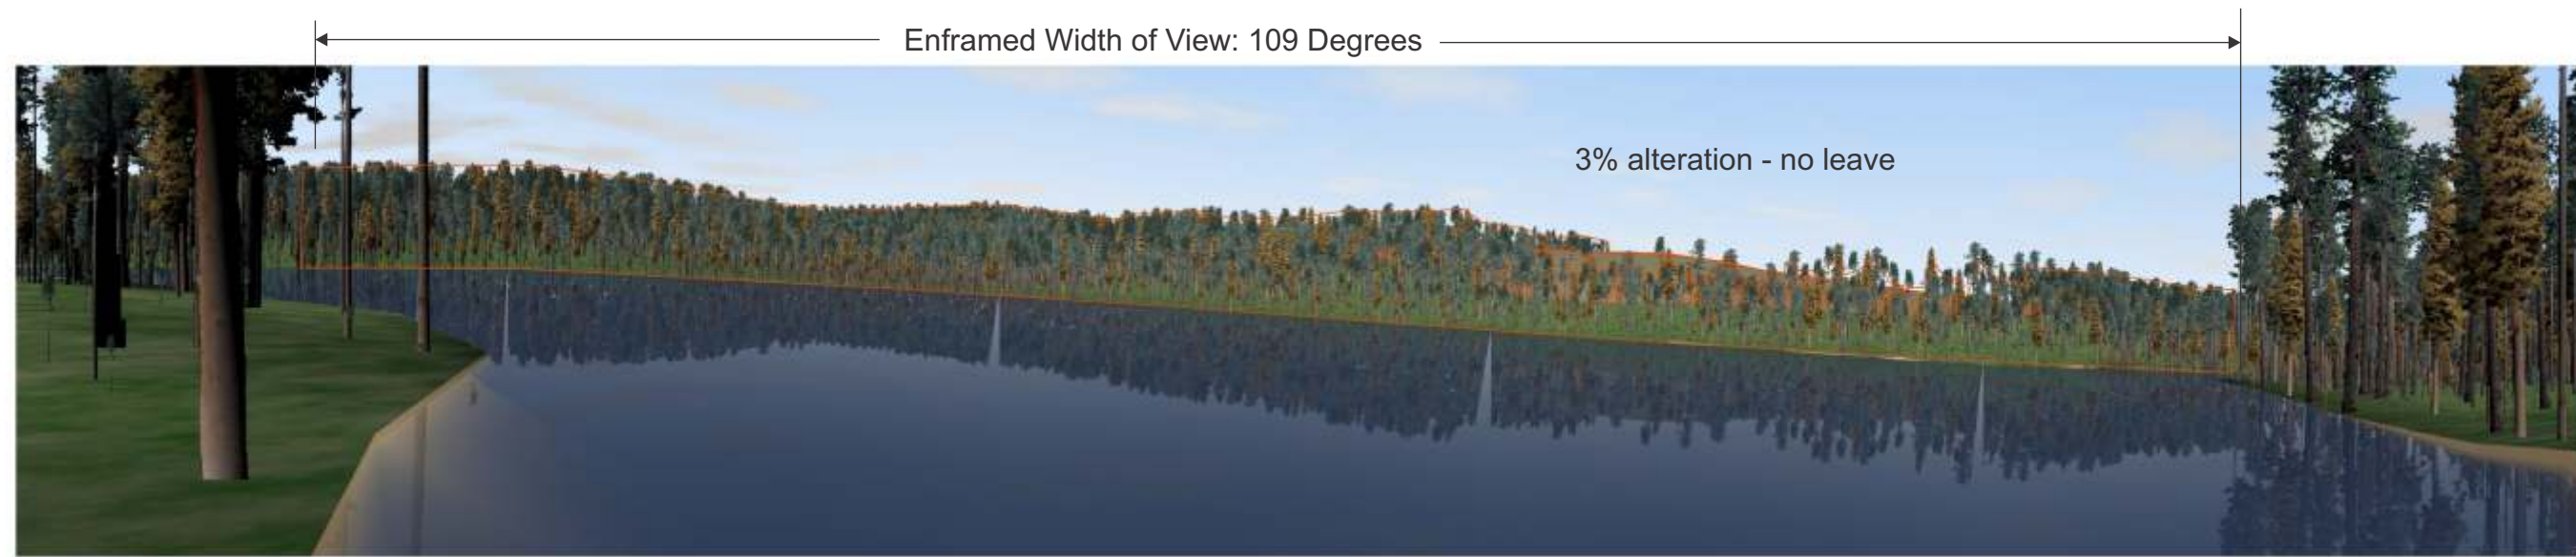 Enframed Width of View: 109 Degrees
3% alteration - no leave